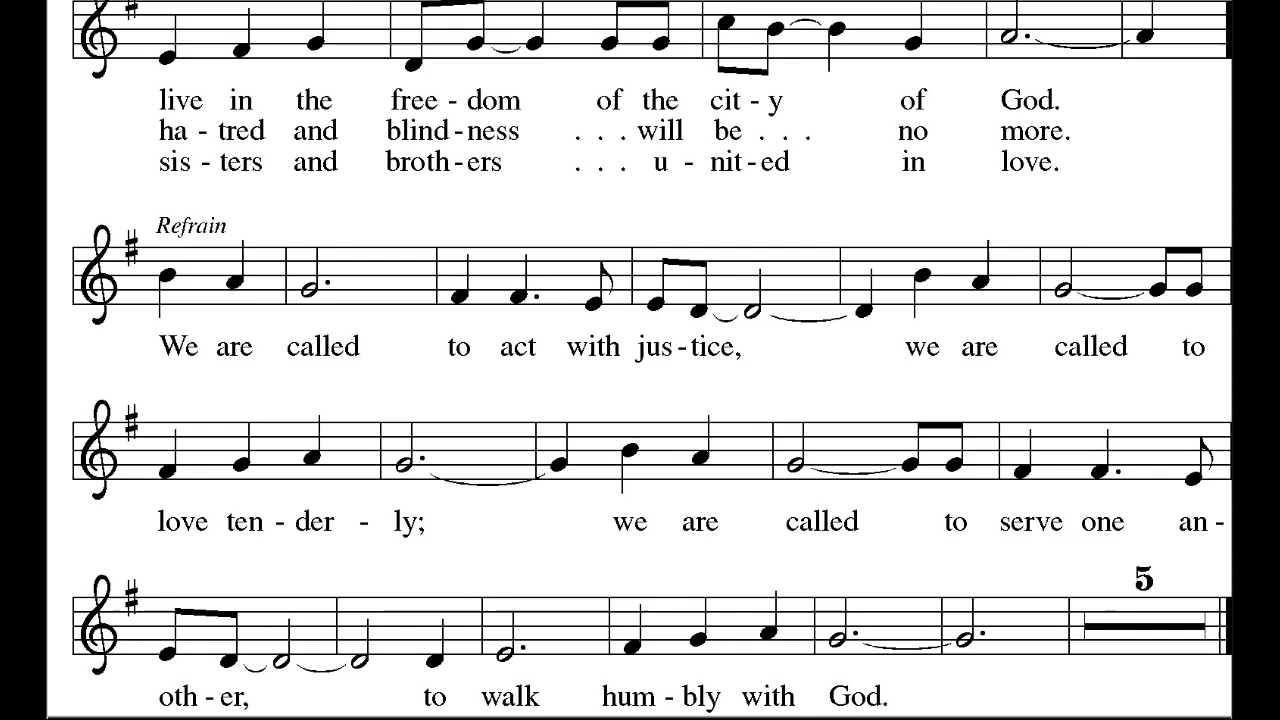 live in the free - dom of the cit - y of God.
ha - tred and blind - ness . . . will be . . . no more.
sis - ters and broth - ers . . . u - nit - ed in love.
Refrain
We are called to act with jus - tice, we are called to
love ten - der - ly; we are called to serve one an -
5
oth - er, to walk hum - bly with God.